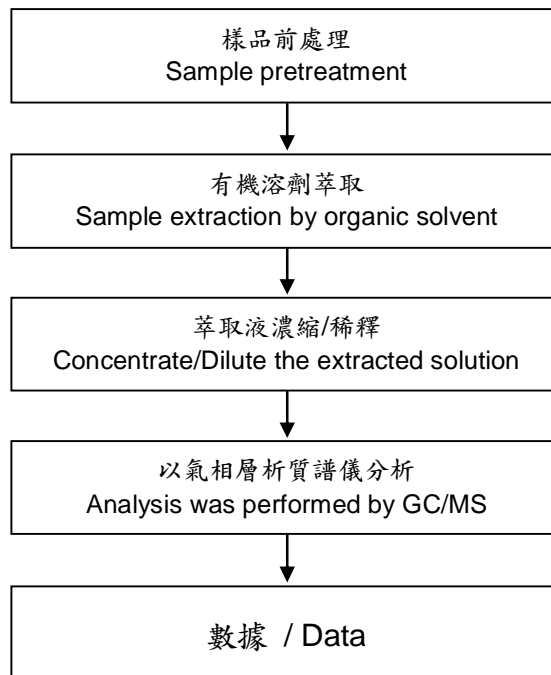 樣品前處理
Sample pretreatment
有機溶劑萃取
Sample extraction by organic solvent
萃取液濃縮/稀釋
Concentrate/Dilute the extracted solution
以氣相層析質譜儀分析
Analysis was performed by GC/MS
數據 / Data